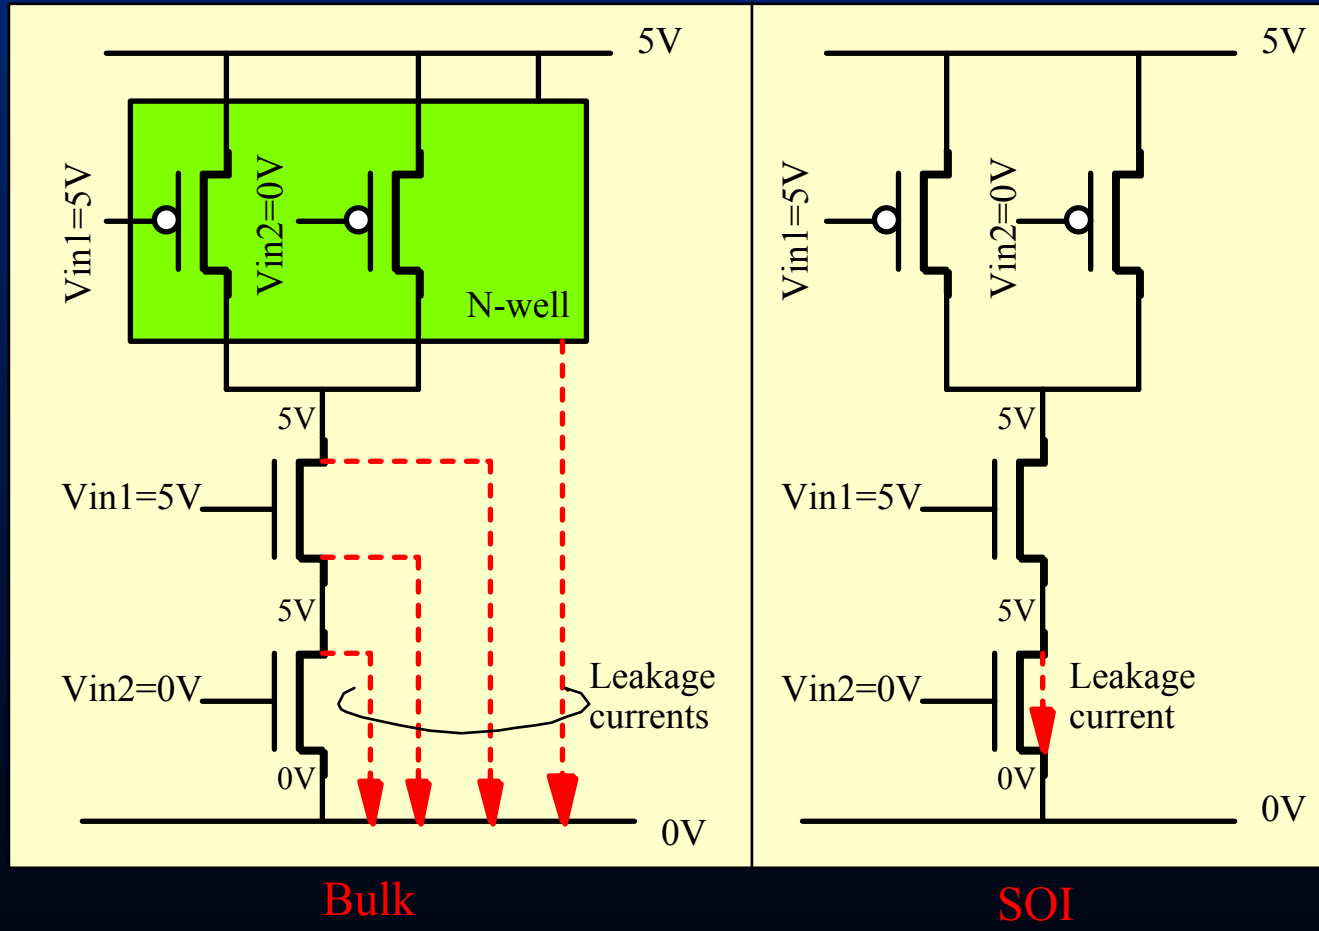 5V
Vin1=5V
Vin2=0V
N-well
5V
Vin1=5V
5V
Vin2=0V
Leakage
currents
0V
0V
Bulk
5V
Vin1=5V
Vin2=0V
5V
Vin1=5V
5V
Vin2=0V
Leakage
current
0V
0V
SOI